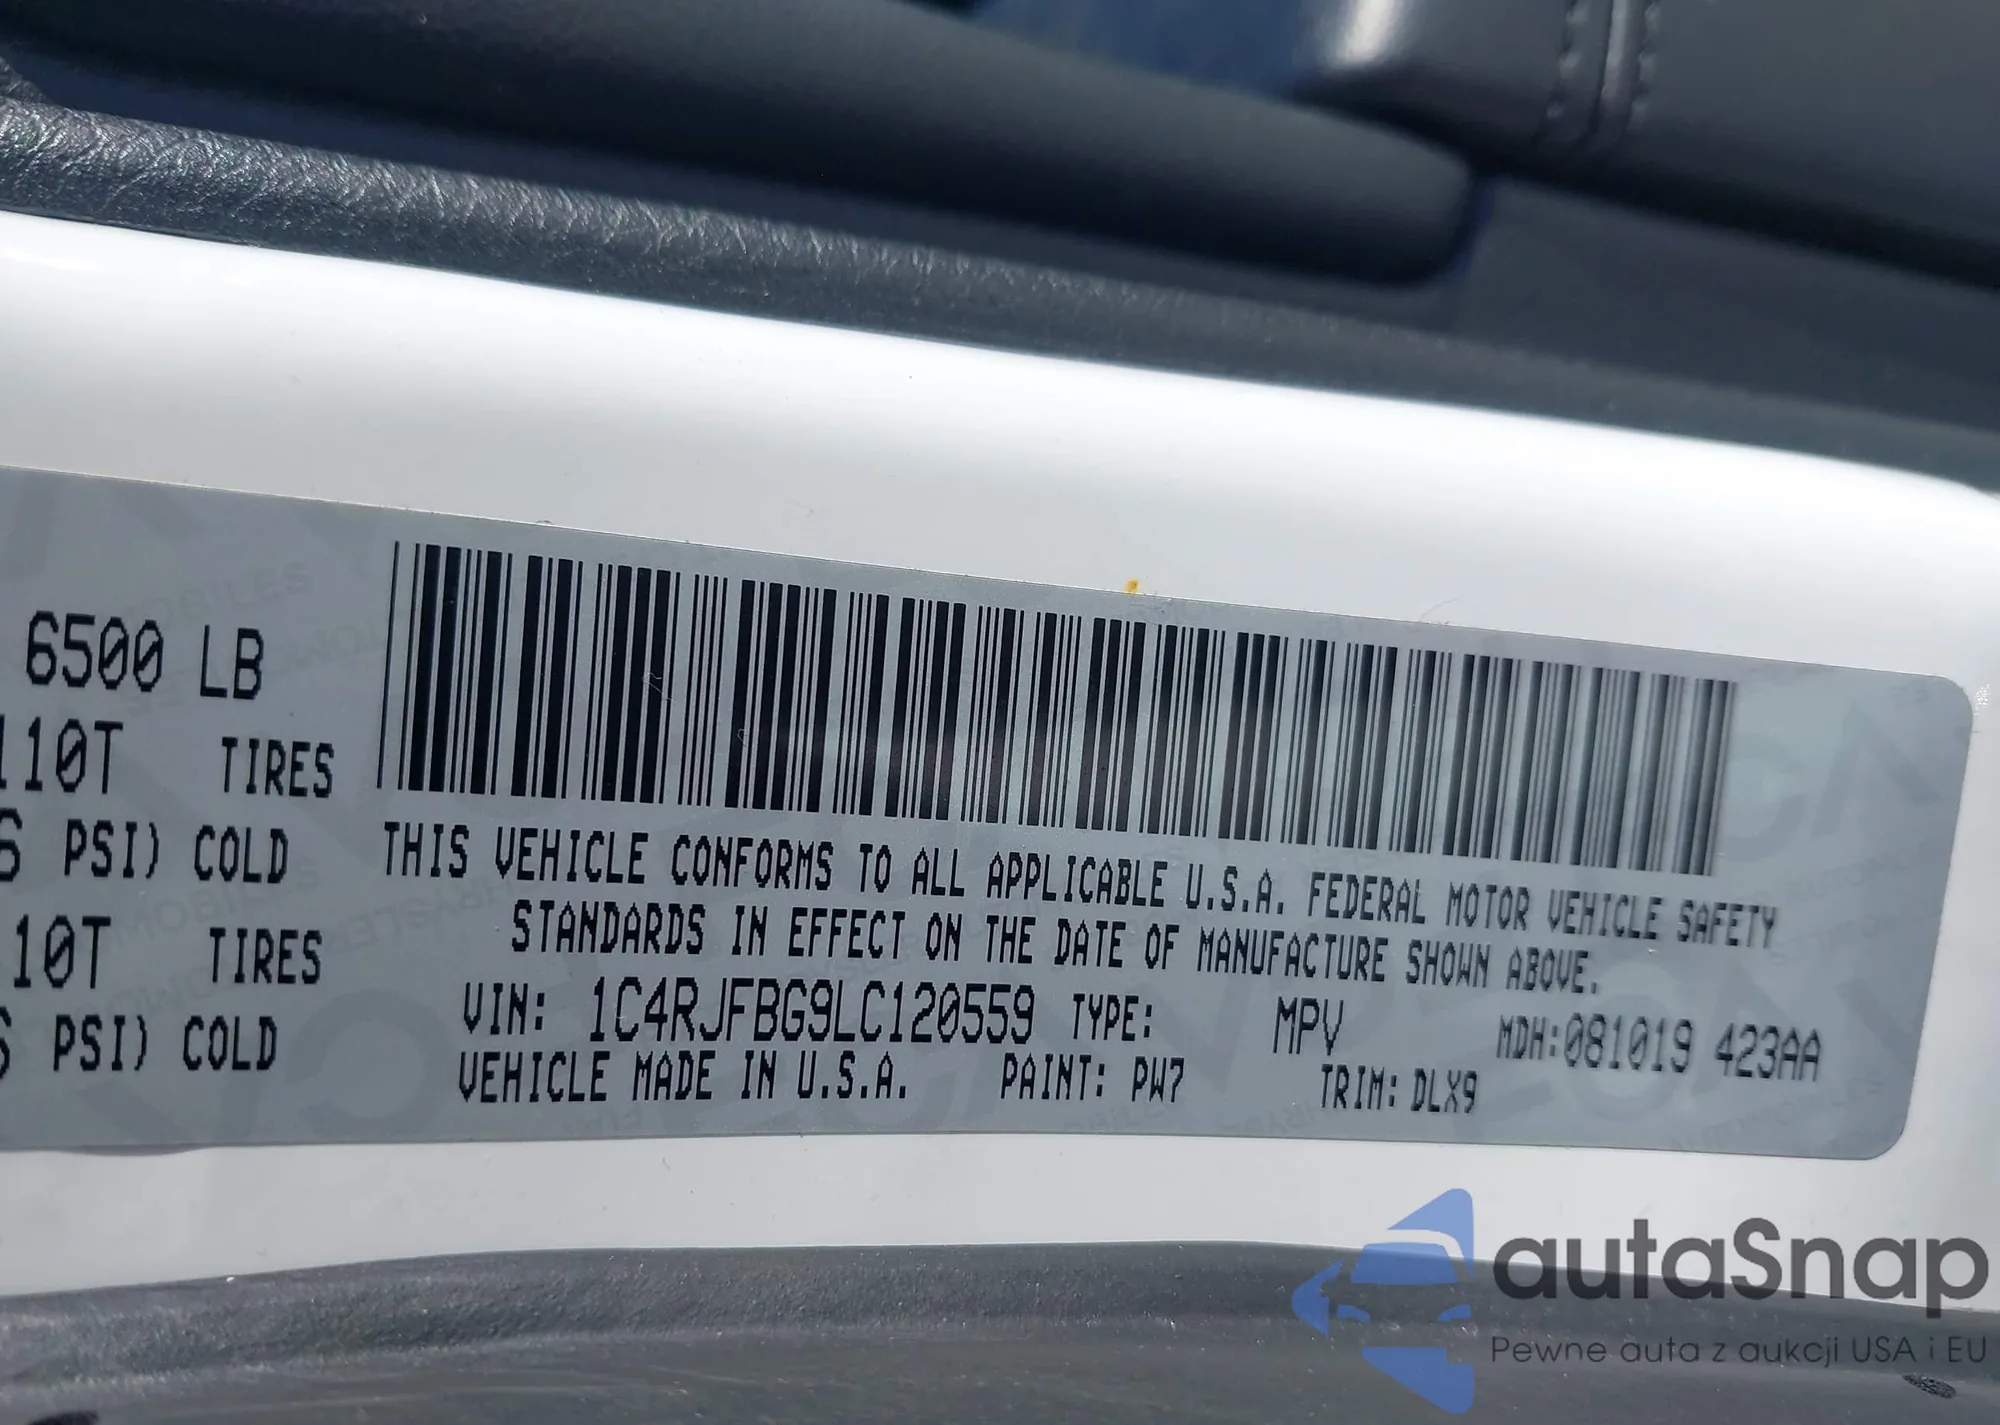 6500 LB
110T TIRES
6 PSI) COLD
10T TIRES
PSI) COLD
THIS VEHICLE CONFORMS TO ALL APPLICABLE U.S.A. FEDERAL MOTOR VEHICLE SAFETY
STANDARDS IN EFFECT ON THE DATE OF MANUFACTURE SHOWN ABOVE.
VIN: 1C4RJFBG9LC120559 TYPE: MPV MDH:081019 423AA
VEHICLE MADE IN U.S.A. PAINT: PW7 TRIM: DLX9
autaSnap
Pewne auta z aukcji USA i EU